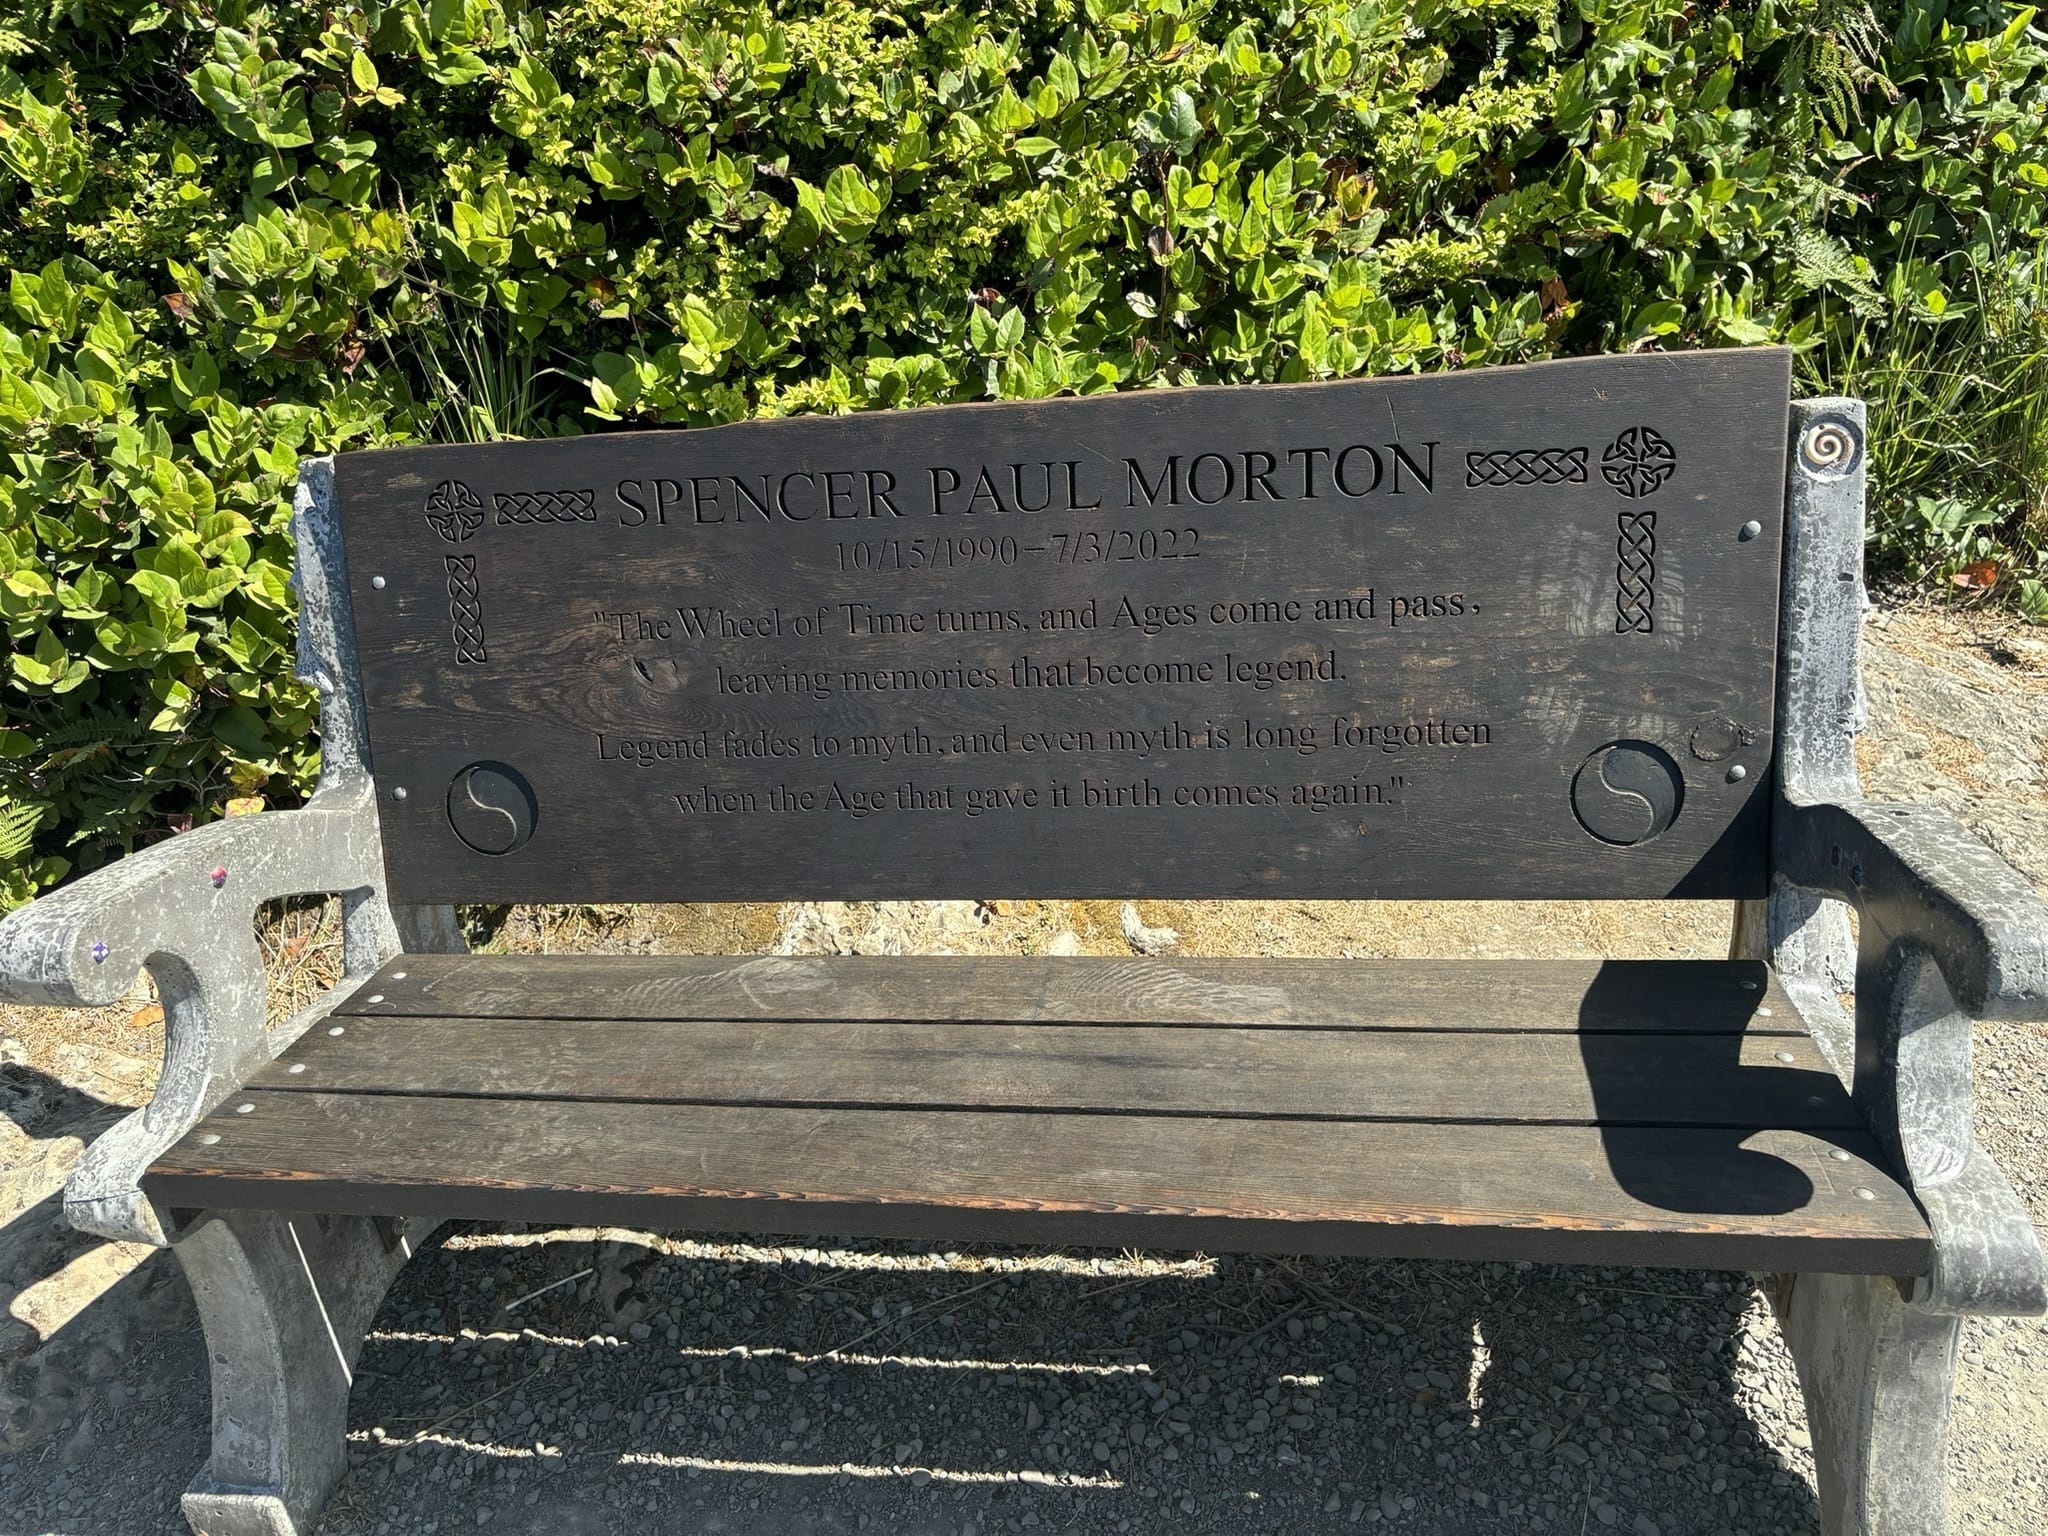 SPENCER PAUL MORTON
10/15/1990-7/3/2022
"The Wheel of Time turns, and Ages come and pass,
leaving memories that become legend.
Legend fades to myth, and even myth is long forgotten
when the Age that gave it birth comes again."